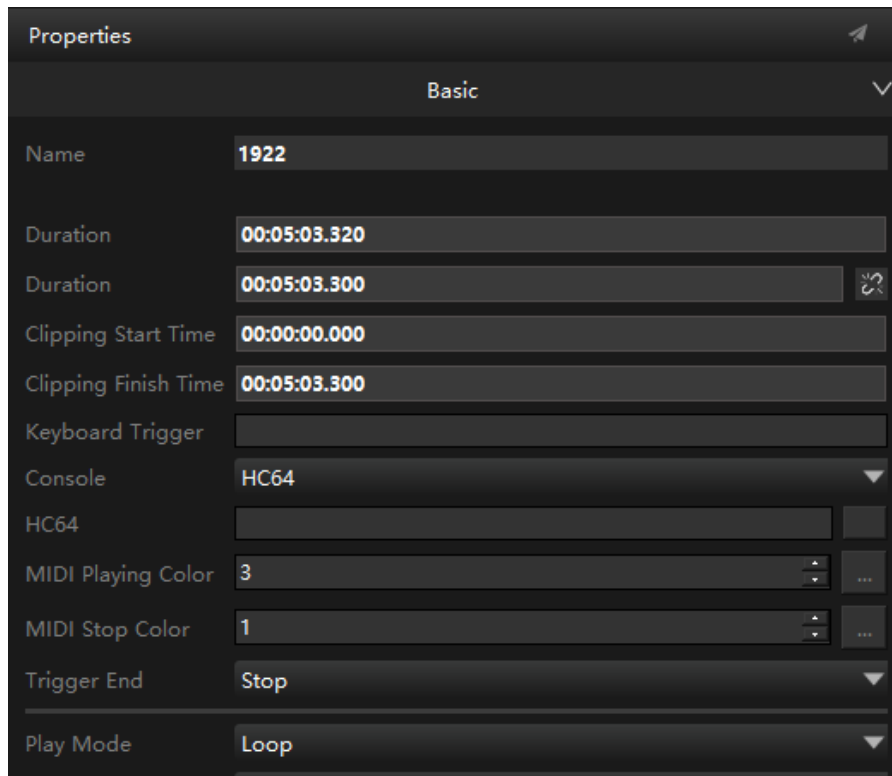 Properties
Basic
Name 1922
Duration 00:05:03.320
Duration 00:05:03.300
Clipping Start Time 00:00:00.000
Clipping Finish Time 00:05:03.300
Keyboard Trigger
Console HC64
HC64
MIDI Playing Color 3 ...
MIDI Stop Color 1 ...
Trigger End Stop
Play Mode Loop